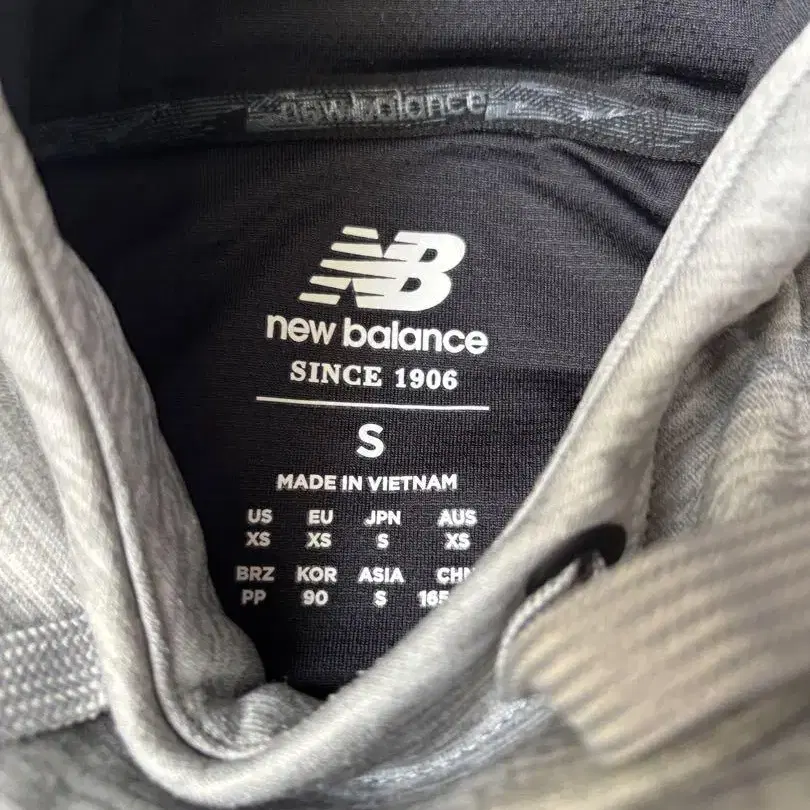 new balance
NB
new balance
SINCE 1906
S
MADE IN VIETNAM
US EU JPN AUS
XS XS S XS
BRZ KOR ASIA
PP 90 S